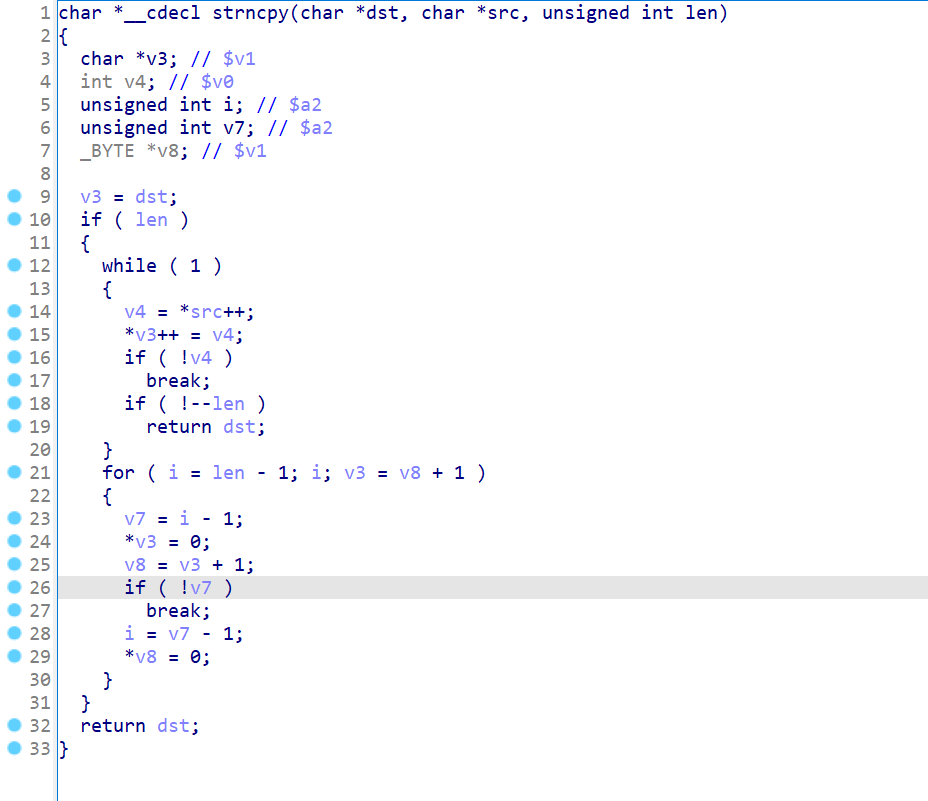 1 char *__cdecl strncpy(char *dst, char *src, unsigned int len)
2 {
3   char *v3; // $v1
4   int v4; // $v0
5   unsigned int i; // $a2
6   unsigned int v7; // $a2
7   _BYTE *v8; // $v1
8
9   v3 = dst;
10   if ( len )
11   {
12     while ( 1 )
13     {
14       v4 = *src++;
15       *v3++ = v4;
16       if ( !v4 )
17         break;
18       if ( !--len )
19         return dst;
20     }
21     for ( i = len - 1; i; v3 = v8 + 1 )
22     {
23       v7 = i - 1;
24       *v3 = 0;
25       v8 = v3 + 1;
26       if ( !v7 )
27         break;
28       i = v7 - 1;
29       *v8 = 0;
30     }
31   }
32   return dst;
33 }